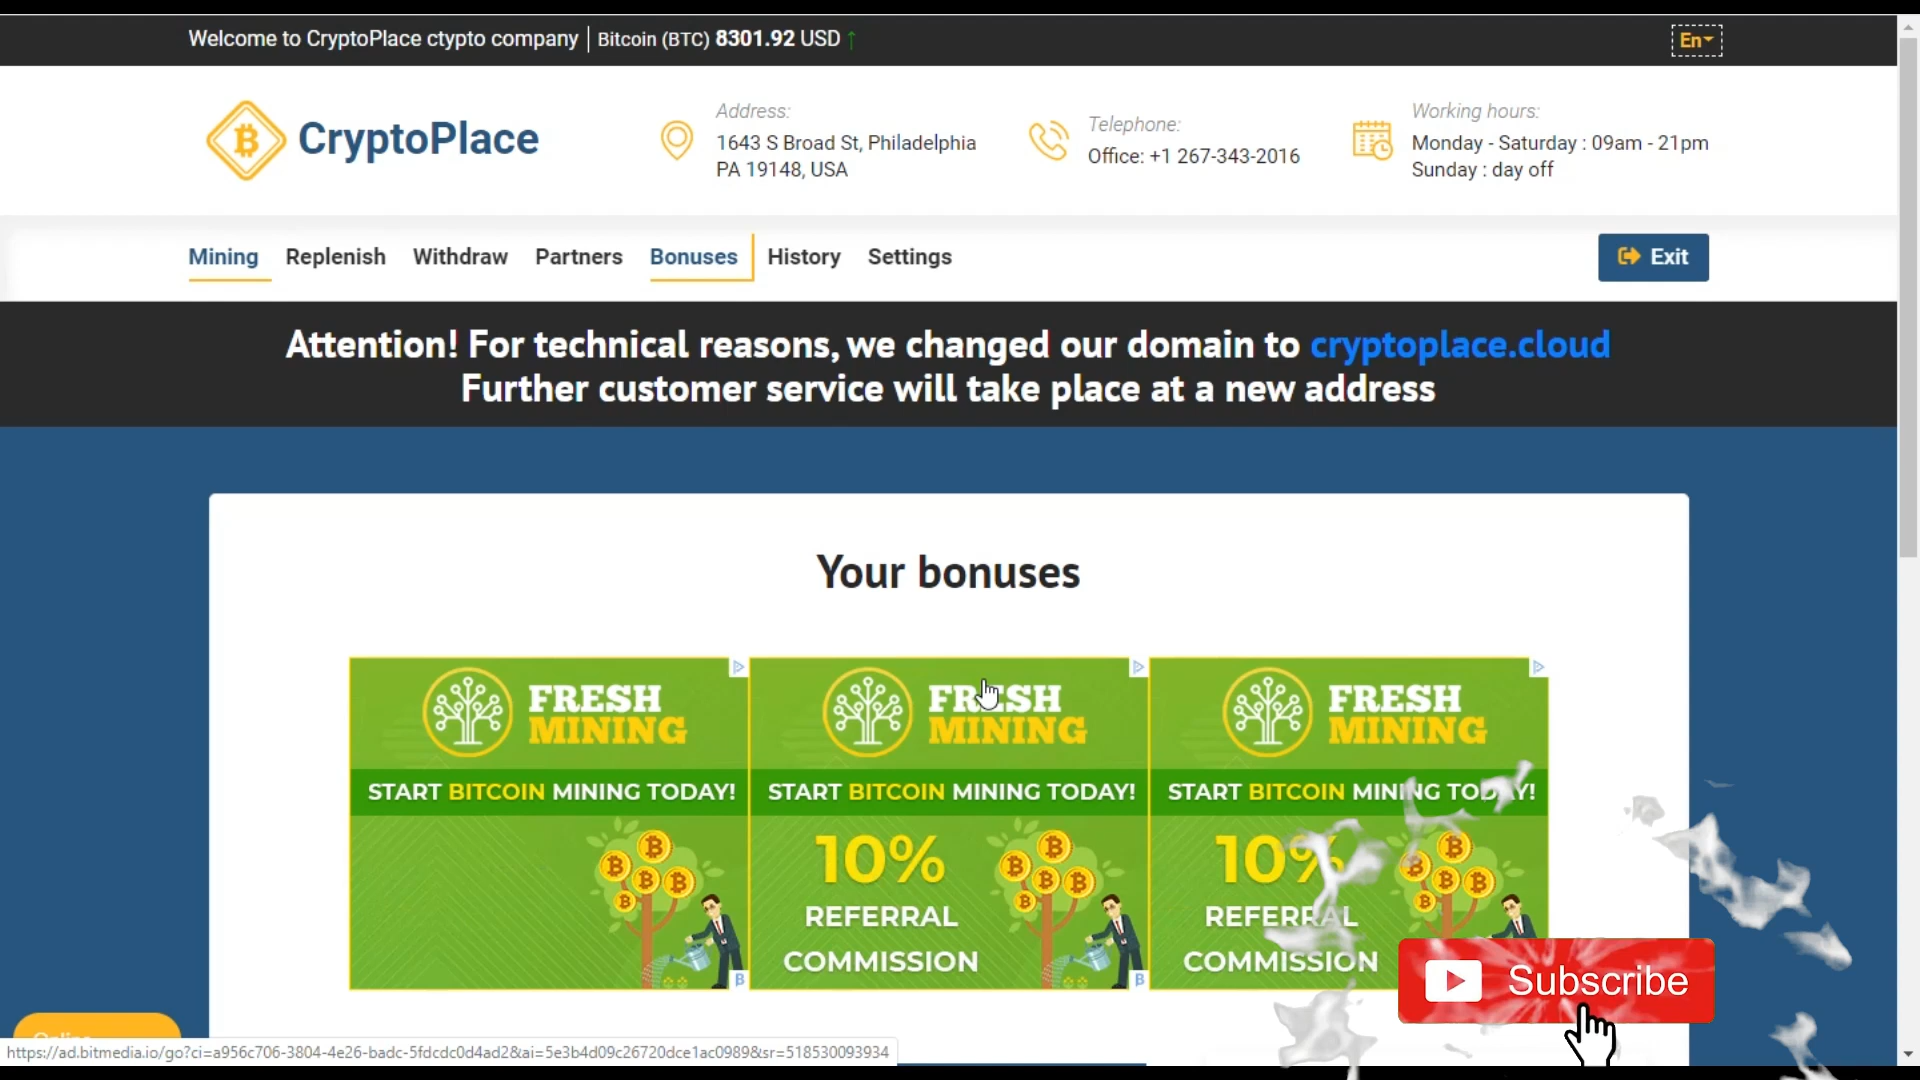 Welcome to CryptoPlace ctypto company | Bitcoin (BTC) 8301.92 USD ↑
En
CryptoPlace
Address:
1643 S Broad St, Philadelphia
PA 19148, USA
Telephone:
Office: +1 267-343-2016
Working hours:
Monday - Saturday : 09am - 21pm
Sunday : day off
Mining Replenish Withdraw Partners Bonuses History Settings
Exit
Attention! For technical reasons, we changed our domain to cryptoplace.cloud
Further customer service will take place at a new address
Your bonuses
FRESH
MINING
START BITCOIN MINING TODAY!
FRESH
MINING
START BITCOIN MINING TODAY!
10%
REFERRAL
COMMISSION
FRESH
MINING
START BITCOIN MINING TODAY!
10%
REFERRAL
COMMISSION
Subscribe
https://ad.bitmedia.io/go?ci=a956c706-3804-4e26-badc-5fdcdc0d4ad2&ai=5e3b4d09c26720dce1ac0989&sr=518530093934